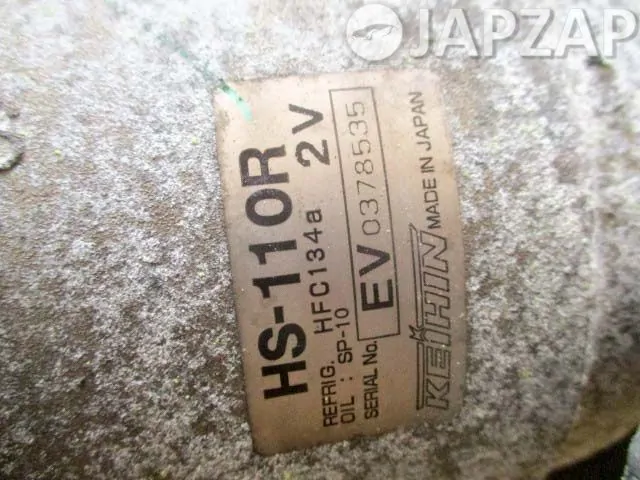 JAPZAP
HS-110R
REFRIG. HFC134a 2V
OIL : SP-10
SERIAL No. EV 0378535
KEIHIN MADE IN JAPAN